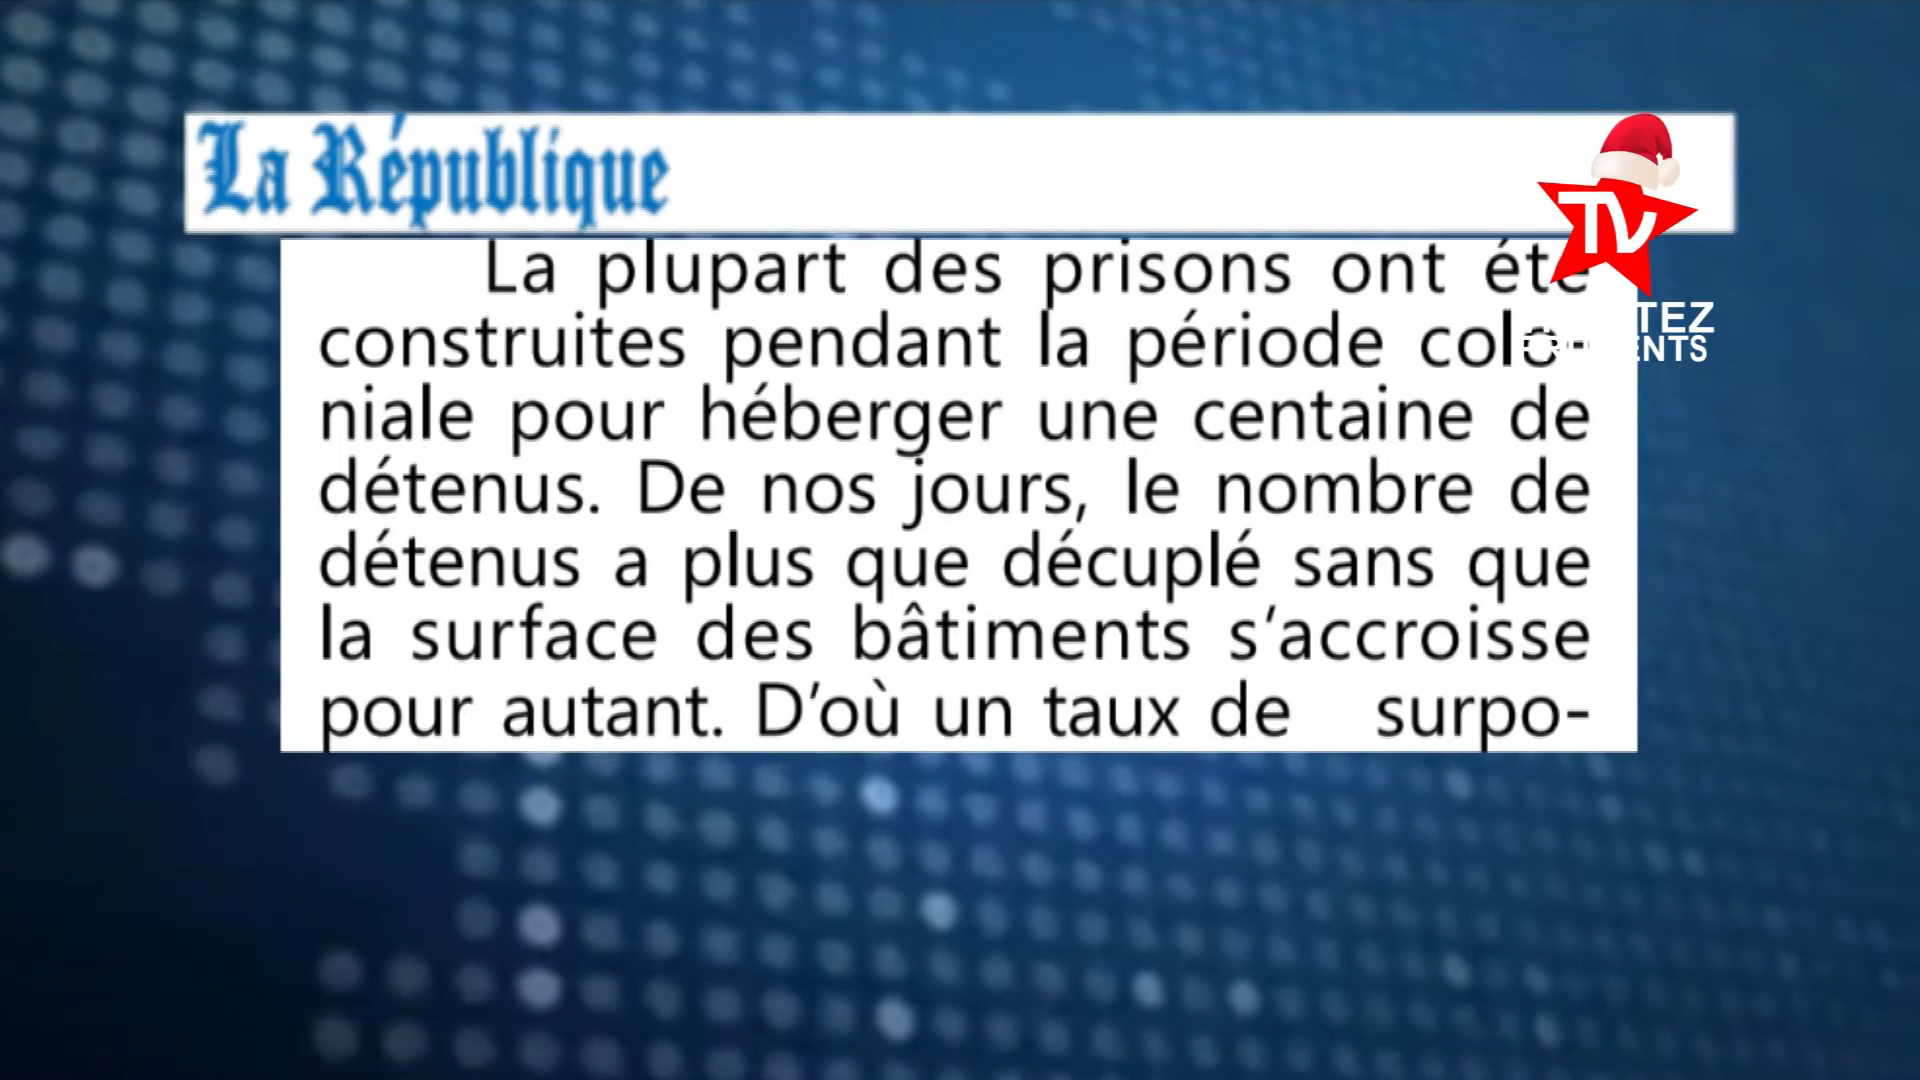 La République
TV
La plupart des prisons ont été
construites pendant la période colo-
niale pour héberger une centaine de
détenus. De nos jours, le nombre de
détenus a plus que décuplé sans que
la surface des bâtiments s’accroisse
pour autant. D’où un taux de surpo-